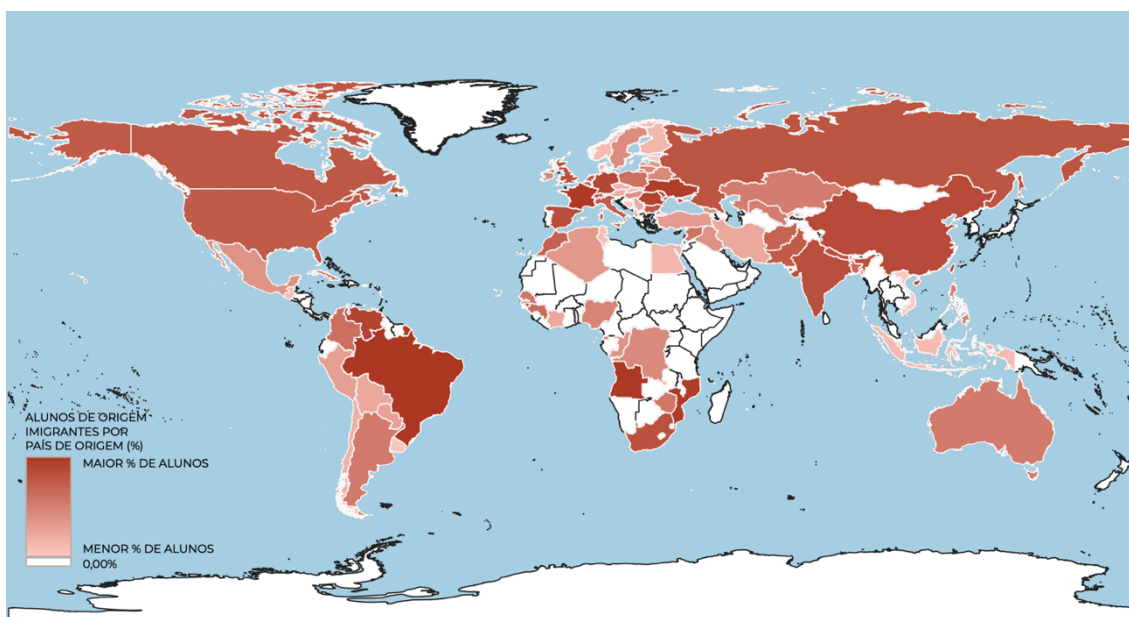 ALUNOS DE ORIGEM
IMIGRANTES POR
PAÍS DE ORIGEM (%)
MAIOR % DE ALUNOS
MENOR % DE ALUNOS
0,00%